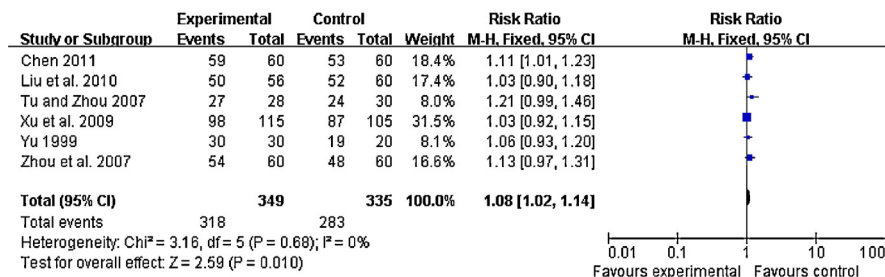 Experimental Control Risk Ratio Risk Ratio
Study or Subgroup Events Total Events Total Weight M-H, Fixed, 95% CI M-H, Fixed, 95% CI
Chen 2011 59 60 53 60 18.4% 1.11 [1.01, 1.23]
Liu et al. 2010 50 56 52 60 17.4% 1.03 [0.90, 1.18]
Tu and Zhou 2007 27 28 24 30 8.0% 1.21 [0.99, 1.46]
Xu et al. 2009 98 115 87 105 31.5% 1.03 [0.92, 1.15]
Yu 1999 30 30 19 20 8.1% 1.06 [0.93, 1.20]
Zhou et al. 2007 54 60 48 60 16.6% 1.13 [0.97, 1.31]
Total (95% CI) 349 335 100.0% 1.08 [1.02, 1.14]
Total events 318 283
Heterogeneity: Chi² = 3.16, df = 5 (P = 0.68); I² = 0%
Test for overall effect: Z = 2.59 (P = 0.010)
0.01 0.1 1 10 100
Favours experimental Favours control